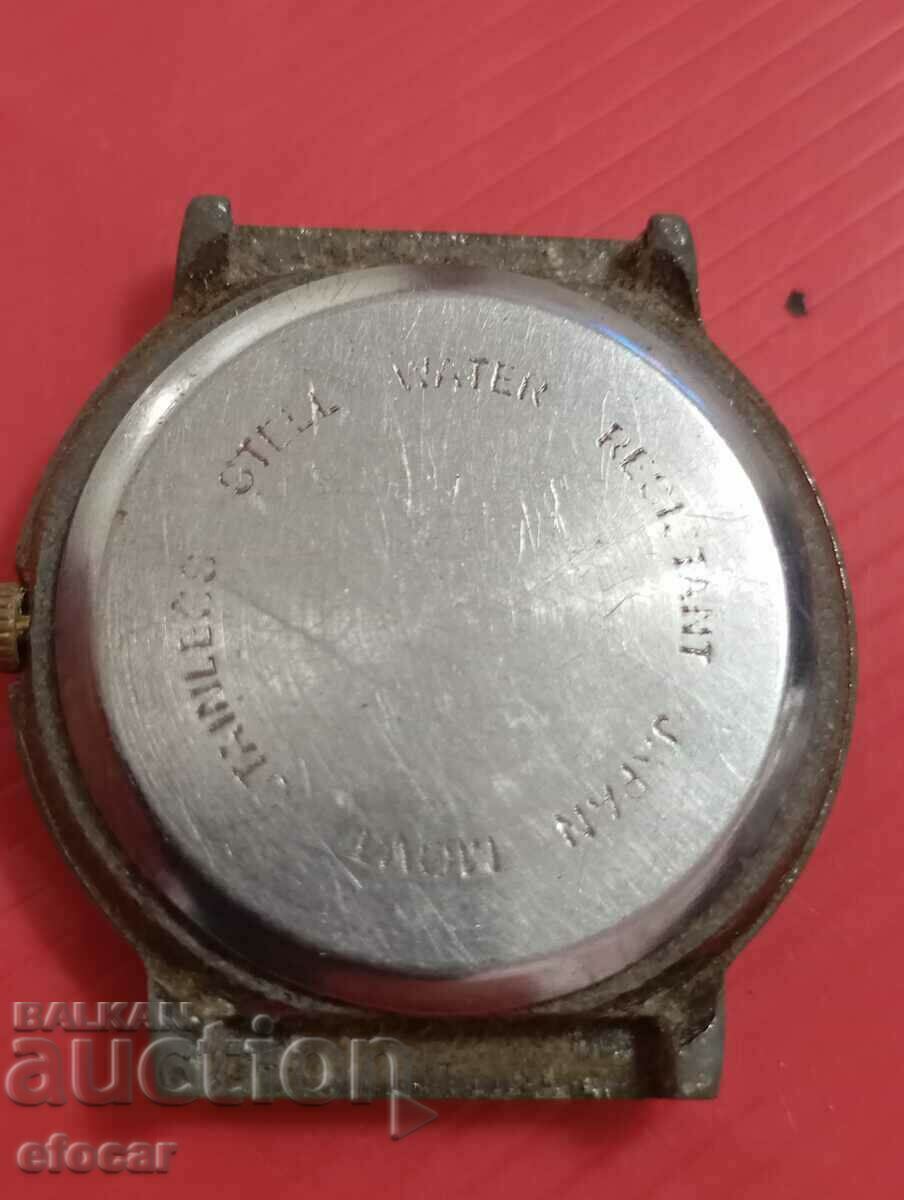 STAINLESS STEEL WATER RESISTANT JAPAN MOVT
BALKAN
auction
efocar